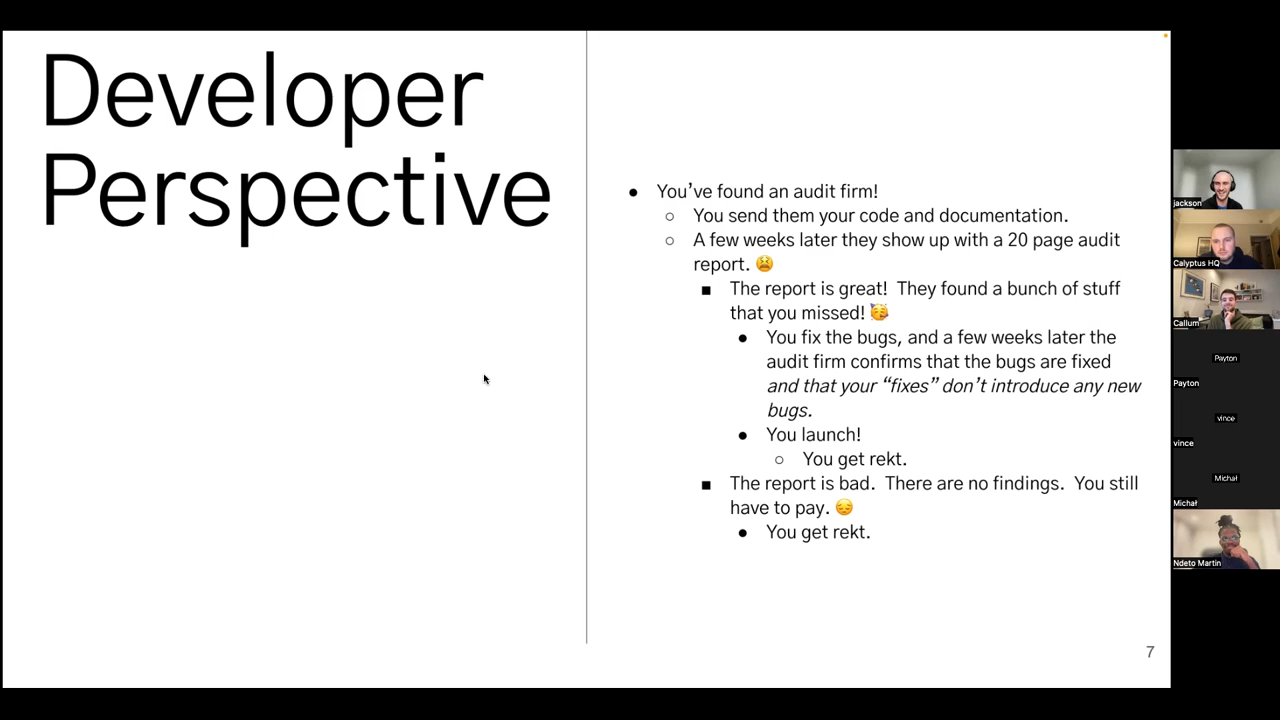 Developer
Perspective
● You’ve found an audit firm!
○ You send them your code and documentation.
○ A few weeks later they show up with a 20 page audit
report. 😫
■ The report is great!  They found a bunch of stuff
that you missed! 🥳
● You fix the bugs, and a few weeks later the
audit firm confirms that the bugs are fixed
and that your “fixes” don’t introduce any new
bugs.
● You launch!
○ You get rekt.
■ The report is bad.  There are no findings.  You still
have to pay. 😔
● You get rekt.
7
jackson
Calyptus HQ
Callum
Payton
Payton
vince
vince
Michał
Michał
Ndeto Martin